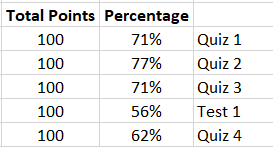 Total Points Percentage
100 71% Quiz 1
100 77% Quiz 2
100 71% Quiz 3
100 56% Test 1
100 62% Quiz 4